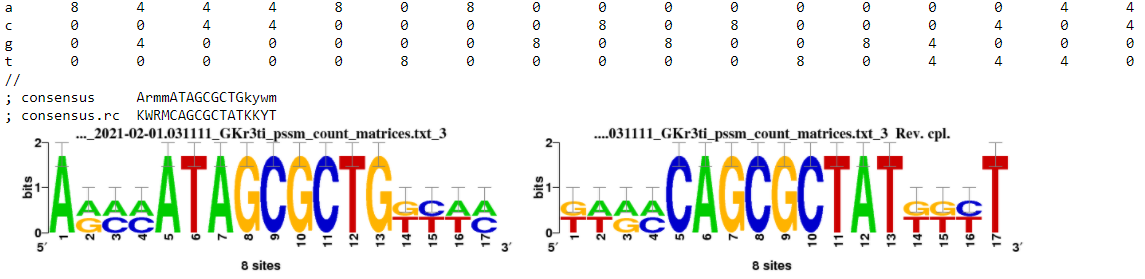 a 8 4 4 4 8 0 8 0 0 0 0 0 0 0 0 4 4
c 0 0 4 4 0 0 0 0 8 0 8 0 0 0 4 0 4
g 0 4 0 0 0 0 0 8 0 8 0 0 8 4 0 0 0
t 0 0 0 0 0 8 0 0 0 0 0 8 0 4 4 4 0
//
; consensus ArmmATAGCGCTGkywm
; consensus.rc KWRMCAGCGCTATKKYT
..._2021-02-01.031111_GKr3ti_pssm_count_matrices.txt_3
2
bits
1
0
AAAAATAGCGCTGGCAA
GCCTTTC
5′ 1 2 3 4 5 6 7 8 9 10 11 12 13 14 15 16 17 3′
8 sites
....031111_GKr3ti_pssm_count_matrices.txt_3 Rev. cpl.
2
bits
1
0
GAAACAGCGCTATGGCT
TTGCTTT
5′ 1 2 3 4 5 6 7 8 9 10 11 12 13 14 15 16 17 3′
8 sites